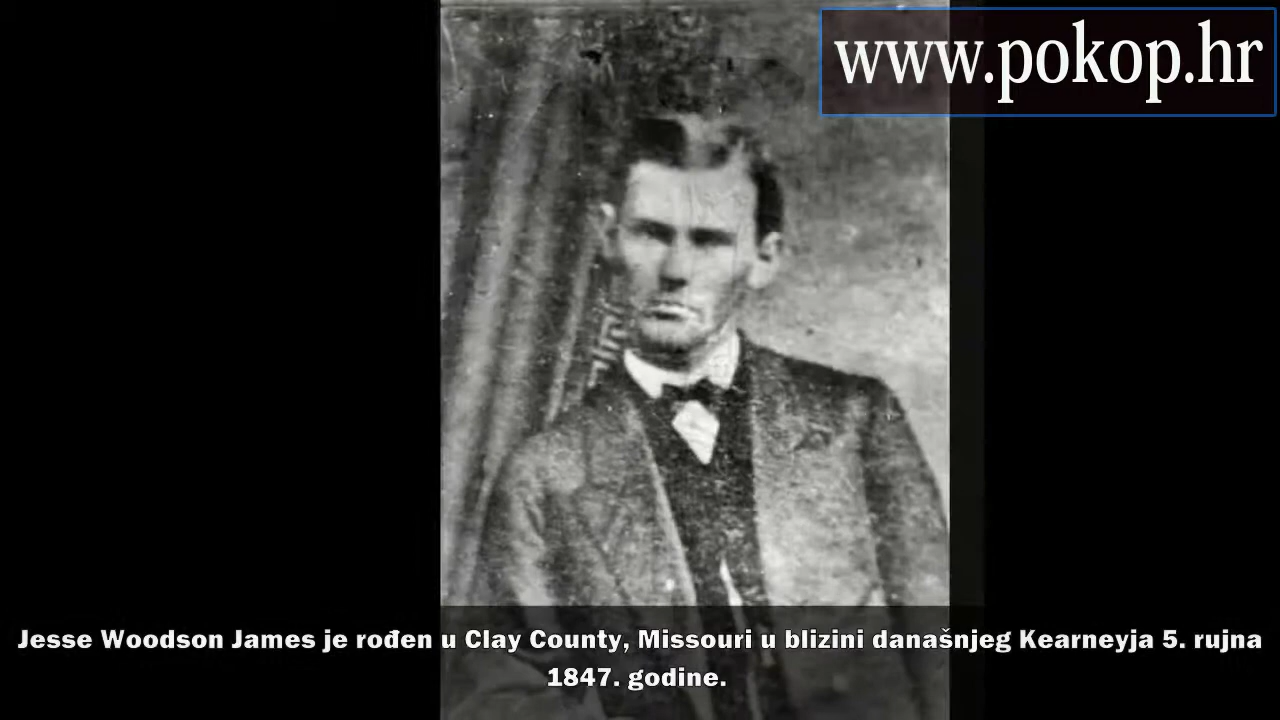 www.pokop.hr
Jesse Woodson James je rođen u Clay County, Missouri u blizini današnjeg Kearneyja 5. rujna
1847. godine.